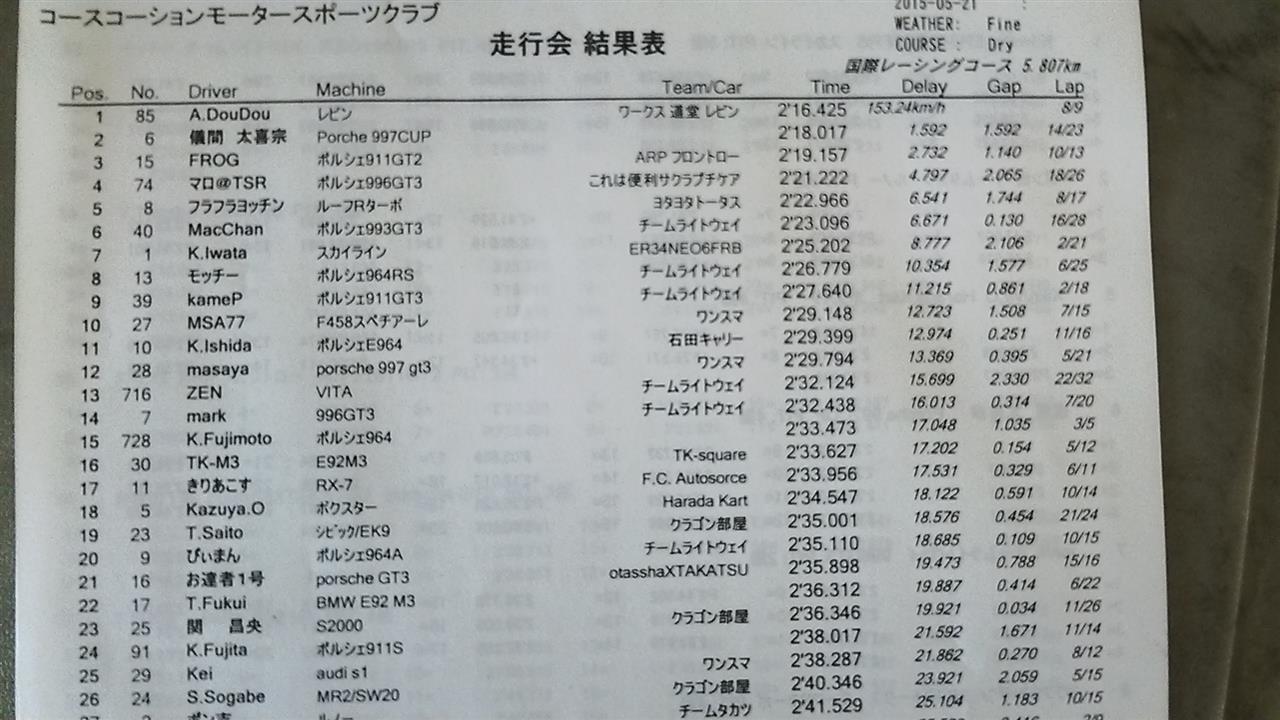 コースコーションモータースポーツクラブ
2015-05-21 :
WEATHER: Fine
走行会 結果表
COURSE : Dry
国際レーシングコース 5.807km
Pos. No. Driver Machine Team/Car Time Delay Gap Lap
1 85 A.DouDou レビン ワークス 道堂 レビン 2'16.425 153.24km/h 8/9
2 6 儀間 太喜宗 Porche 997CUP 2'18.017 1.592 1.592 14/23
3 15 FROG ポルシェ911GT2 ARP フロントロー 2'19.157 2.732 1.140 10/13
4 74 マロ@TSR ポルシェ996GT3 これは便利サクラブチケア 2'21.222 4.797 2.065 18/26
5 8 フラフラヨッチン ルーフRターボ ヨタヨタトータス 2'22.966 6.541 1.744 8/17
6 40 MacChan ポルシェ993GT3 チームライトウェイ 2'23.096 6.671 0.130 16/28
7 1 K.Iwata スカイライン ER34NEO6FRB 2'25.202 8.777 2.106 2/21
8 13 モッチー ポルシェ964RS チームライトウェイ 2'26.779 10.354 1.577 6/25
9 39 kameP ポルシェ911GT3 チームライトウェイ 2'27.640 11.215 0.861 2/18
10 27 MSA77 F458スペチアーレ ワンスマ 2'29.148 12.723 1.508 7/15
11 10 K.Ishida ポルシェE964 石田キャリー 2'29.399 12.974 0.251 11/16
12 28 masaya porsche 997 gt3 ワンスマ 2'29.794 13.369 0.395 5/21
13 716 ZEN VITA チームライトウェイ 2'32.124 15.699 2.330 22/32
14 7 mark 996GT3 チームライトウェイ 2'32.438 16.013 0.314 7/20
15 728 K.Fujimoto ポルシェ964 2'33.473 17.048 1.035 3/5
16 30 TK-M3 E92M3 TK-square 2'33.627 17.202 0.154 5/12
17 11 きりあこす RX-7 F.C. Autosorce 2'33.956 17.531 0.329 6/11
18 5 Kazuya.O ボクスター Harada Kart 2'34.547 18.122 0.591 10/14
19 23 T.Saito シビック/EK9 クラゴン部屋 2'35.001 18.576 0.454 21/24
20 9 ぴぃまん ポルシェ964A チームライトウェイ 2'35.110 18.685 0.109 10/15
21 16 お達者1号 porsche GT3 otasshaXTAKATSU 2'35.898 19.473 0.788 15/16
22 17 T.Fukui BMW E92 M3 2'36.312 19.887 0.414 6/22
23 25 関 昌央 S2000 クラゴン部屋 2'36.346 19.921 0.034 11/26
24 91 K.Fujita ポルシェ911S 2'38.017 21.592 1.671 11/14
25 29 Kei audi s1 ワンスマ 2'38.287 21.862 0.270 8/12
26 24 S.Sogabe MR2/SW20 クラゴン部屋 2'40.346 23.921 2.059 5/15
27 ルノー チームタカツ 2'41.529 25.104 1.183 10/15